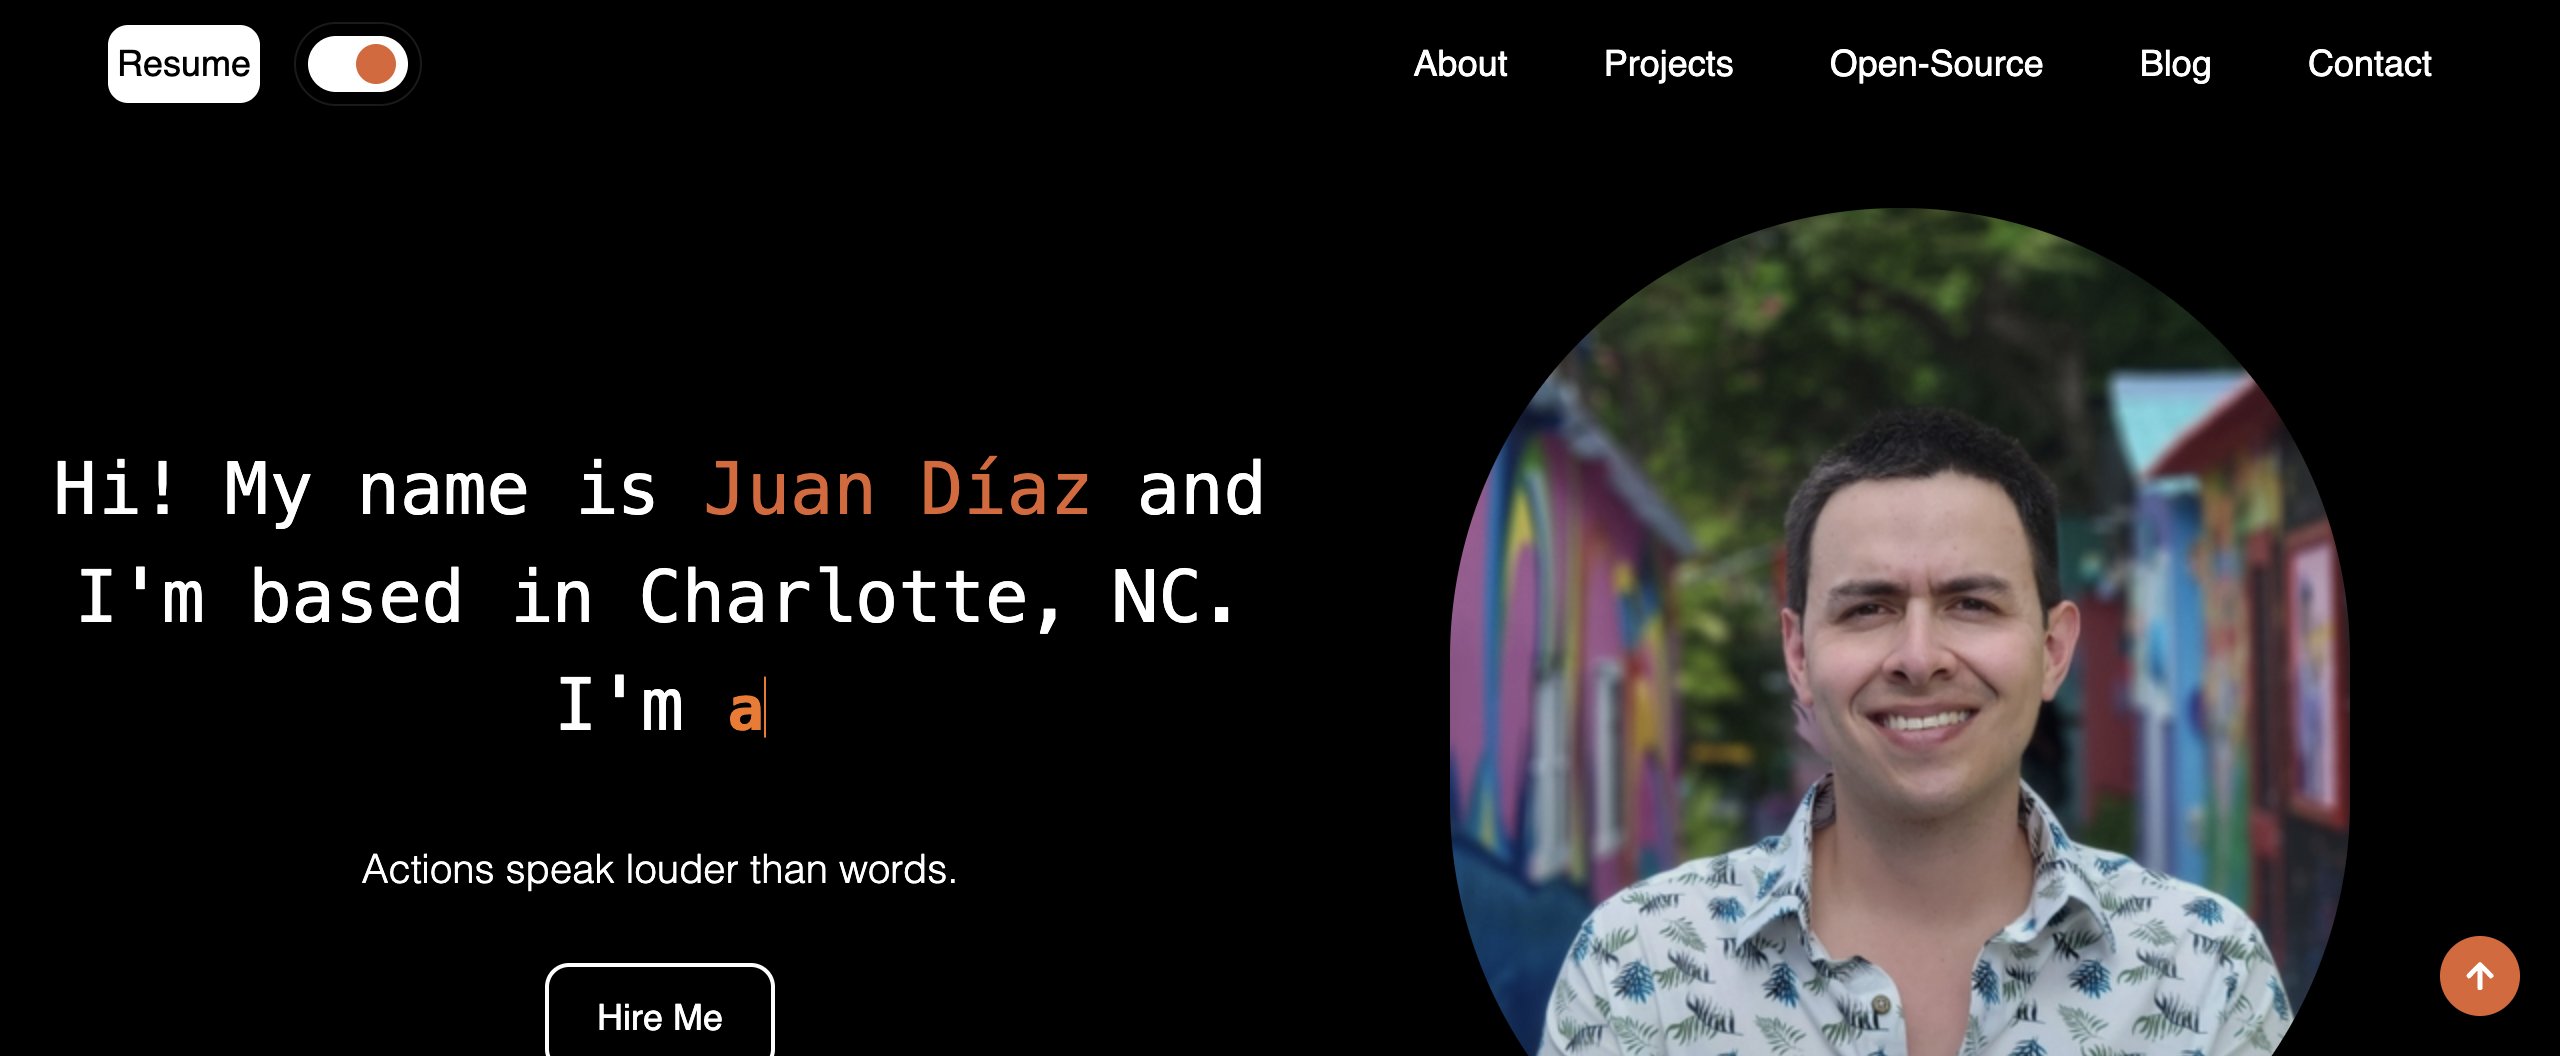 Resume
About
Projects
Open-Source
Blog
Contact
Hi! My name is Juan Díaz and
I'm based in Charlotte, NC.
I'm a
Actions speak louder than words.
Hire Me